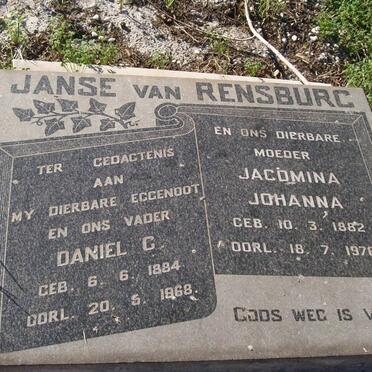 JANSE VAN RENSBURG
TER GEDAGTENIS
AAN
MY DIERBARE EGGENOOT
EN ONS VADER
DANIEL C.
GEB. 6. 6. 1884
OORL. 20. 5. 1968.
EN ONS DIERBARE
MOEDER
JACOMINA
JOHANNA
GEB. 10. 3. 1882
OORL. 18. 7. 1976
GODS WEG IS